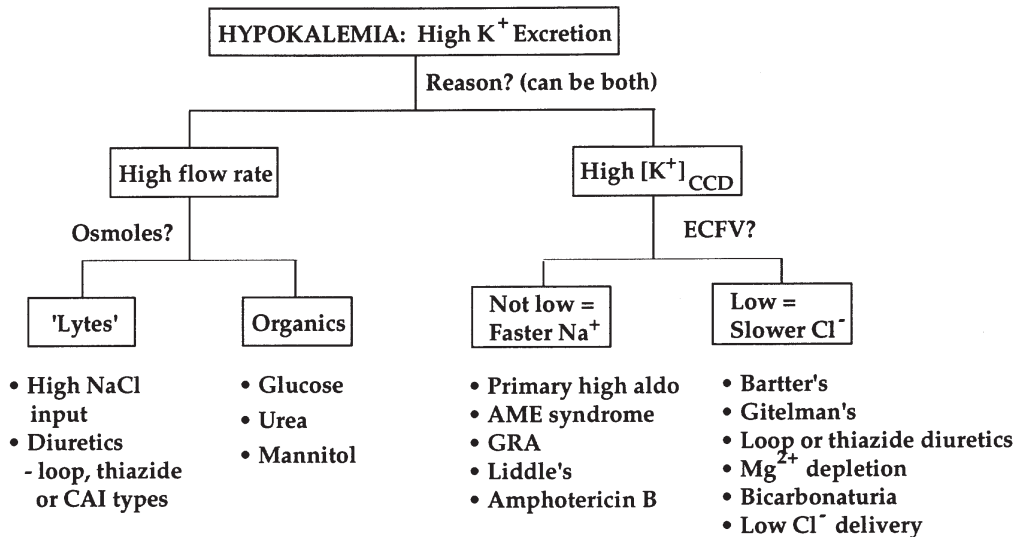 HYPOKALEMIA: High K⁺ Excretion
Reason? (can be both)
High flow rate
High [K⁺]CCD
Osmoles?
ECFV?
'Lytes'
Organics
Not low =
Faster Na⁺
Low =
Slower Cl⁻
• High NaCl
input
• Diuretics
- loop, thiazide
or CAI types
• Glucose
• Urea
• Mannitol
• Primary high aldo
• AME syndrome
• GRA
• Liddle's
• Amphotericin B
• Bartter's
• Gitelman's
• Loop or thiazide diuretics
• Mg²⁺ depletion
• Bicarbonaturia
• Low Cl⁻ delivery